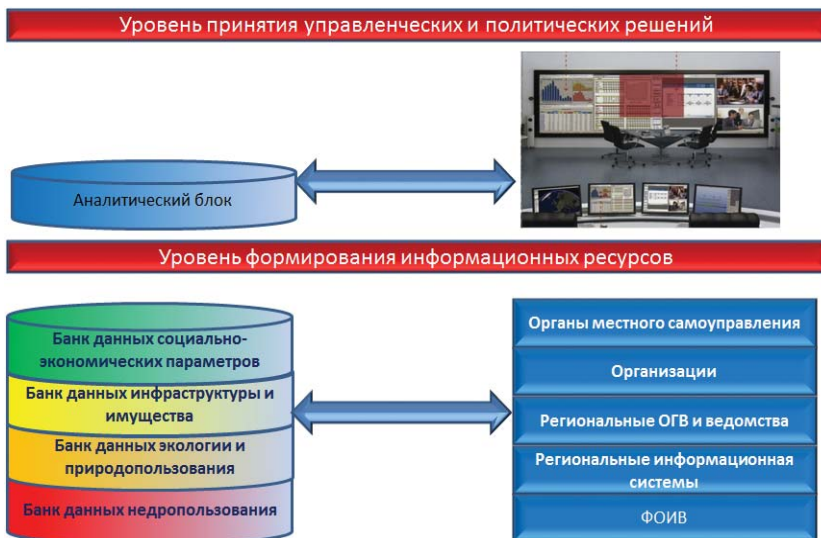 Уровень принятия управленческих и политических решений
Аналитический блок
Уровень формирования информационных ресурсов
Банк данных социально-
экономических параметров
Банк данных инфраструктуры и
имущества
Банк данных экологии и
природопользования
Банк данных недропользования
Органы местного самоуправления
Организации
Региональные ОГВ и ведомства
Региональные информационная
системы
ФОИВ